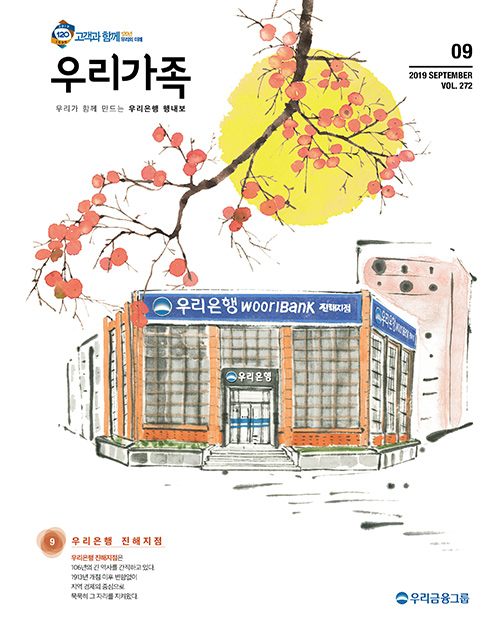 120
고객과 함께
우리가족
우리가 함께 만드는 우리은행 행내보
09
2019 SEPTEMBER
VOL. 272
우리은행 WOORIBANK 진해지점
우리은행 WOORIBANK
우리은행
9 우리은행 진해지점
우리은행 진해지점은
106년의 긴 역사를 간직하고 있다.
1913년 개점 이후 변함없이
지역 경제의 중심으로
묵묵히 그 자리를 지켜왔다.
우리금융그룹